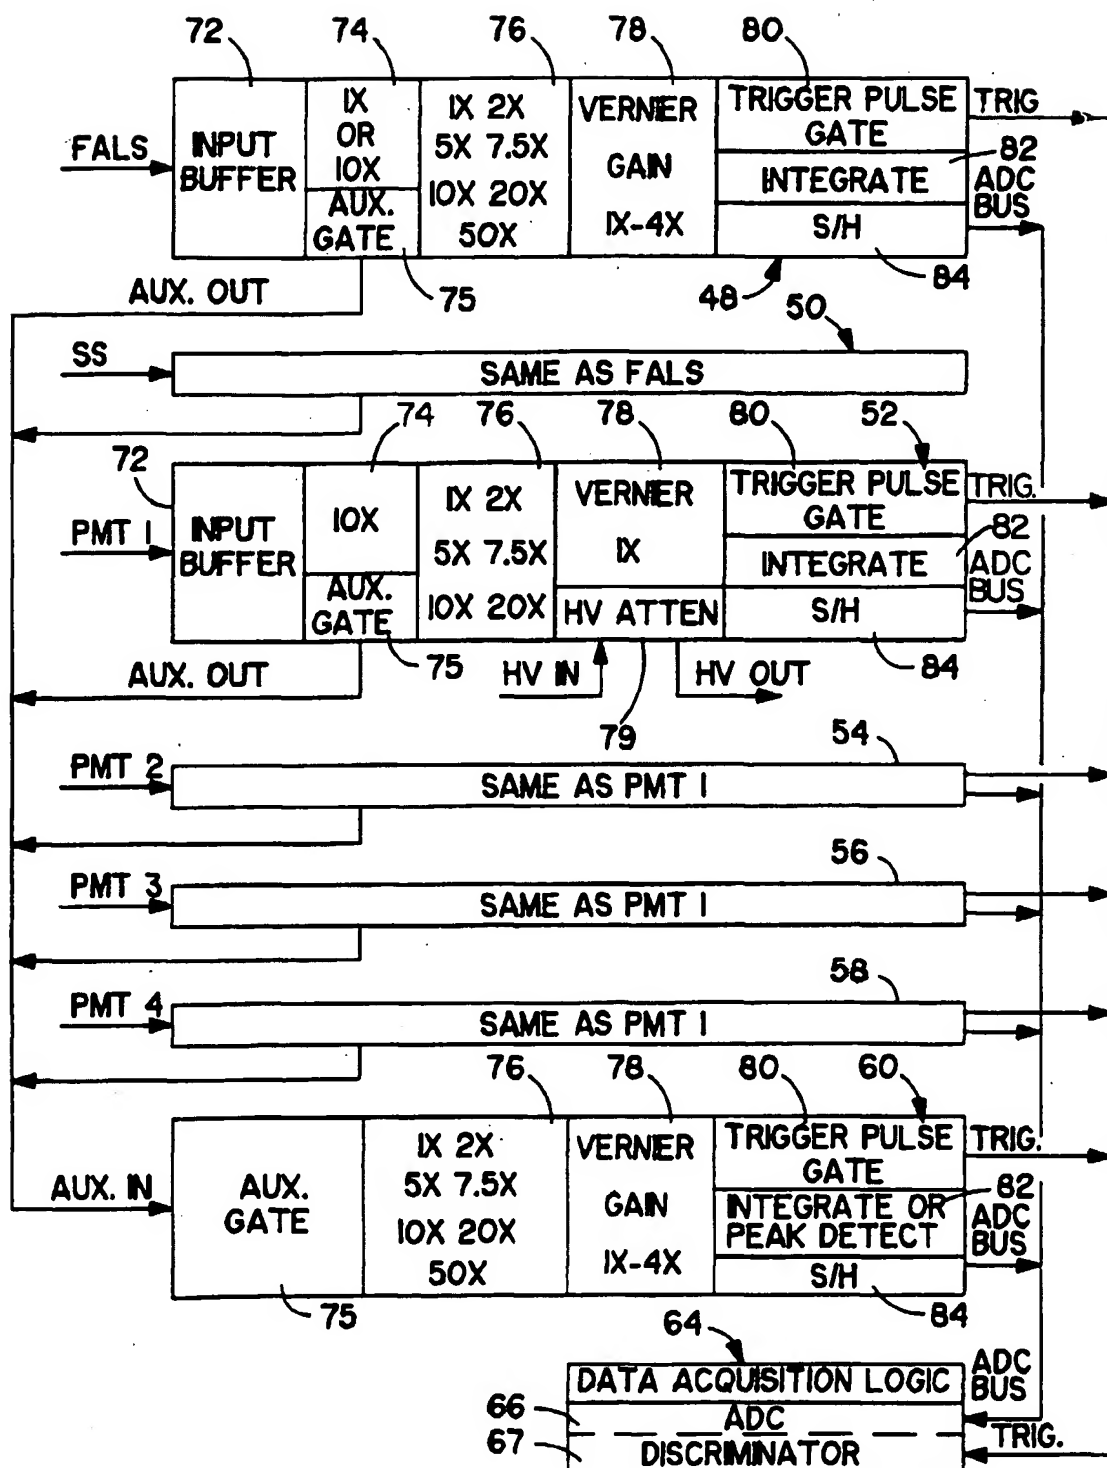 72 74 76 78 80
FALS
INPUT
BUFFER
1X
OR
10X
AUX.
GATE
1X 2X
5X 7.5X
10X 20X
50X
VERNIER
GAIN
1X-4X
TRIGGER PULSE
GATE
INTEGRATE
S/H
TRIG
82
ADC
BUS
AUX. OUT
75
48
84
50
SS
SAME AS FALS
74 76 78 80 52
72
PMT 1
INPUT
BUFFER
10X
AUX.
GATE
1X 2X
5X 7.5X
10X 20X
VERNIER
1X
HV ATTEN
TRIGGER PULSE
GATE
INTEGRATE
S/H
TRIG.
82
ADC
BUS
AUX. OUT
75
HV IN
79
HV OUT
84
54
PMT 2
SAME AS PMT 1
56
PMT 3
SAME AS PMT 1
58
PMT 4
SAME AS PMT 1
76 78 80 60
AUX. IN
AUX.
GATE
1X 2X
5X 7.5X
10X 20X
50X
VERNIER
GAIN
1X-4X
TRIGGER PULSE
GATE
INTEGRATE OR
PEAK DETECT
S/H
TRIG.
82
ADC
BUS
75
84
64
DATA ACQUISITION LOGIC
ADC
BUS
66
ADC
67
DISCRIMINATOR
TRIG.